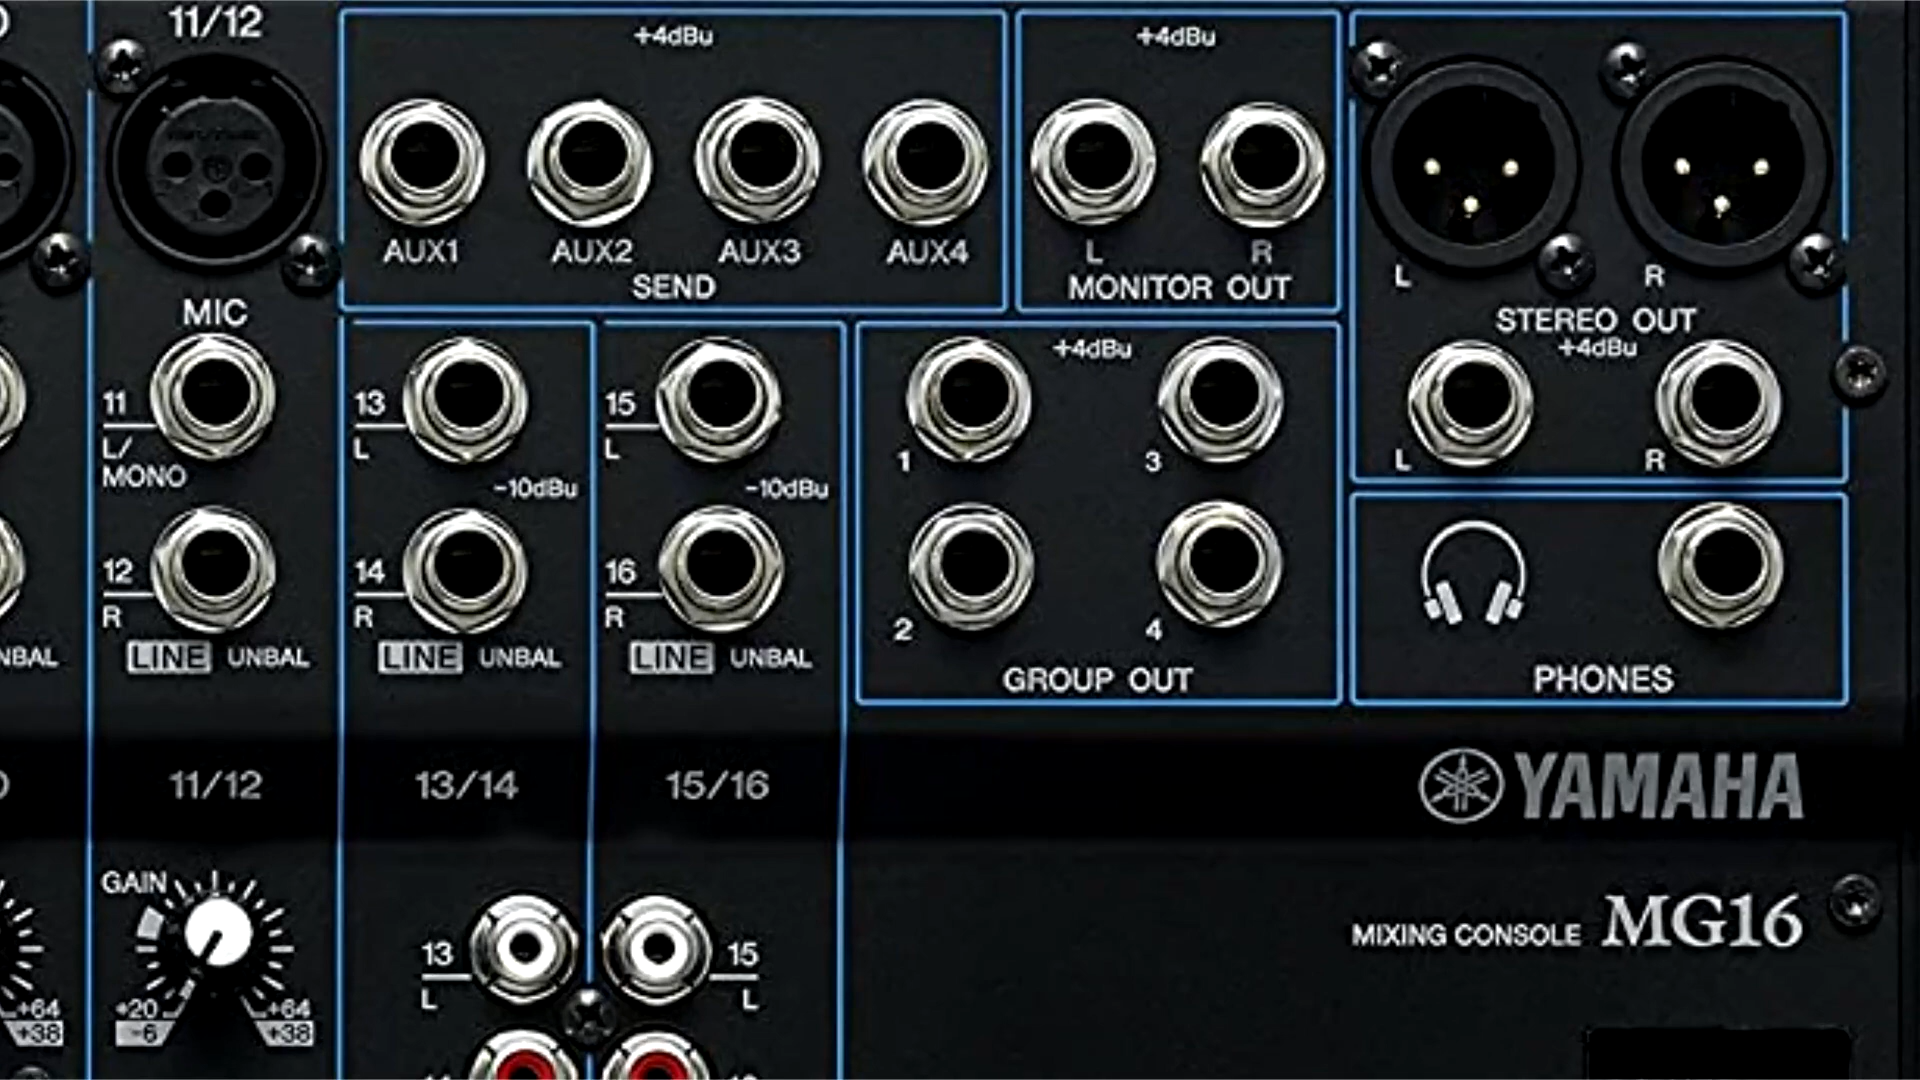 11/12
+4dBu
AUX1 AUX2 AUX3 AUX4
SEND
+4dBu
L R
MONITOR OUT
L R
STEREO OUT
+4dBu
L R
MIC
11
L/
MONO
12
R
LINE UNBAL
13
L
-10dBu
14
R
LINE UNBAL
15
L
-10dBu
16
R
LINE UNBAL
+4dBu
1 3
2 4
GROUP OUT
PHONES
11/12 13/14 15/16
YAMAHA
MIXING CONSOLE MG16
GAIN
+20 +64
-6 +38
+64
+38
13
L
15
L